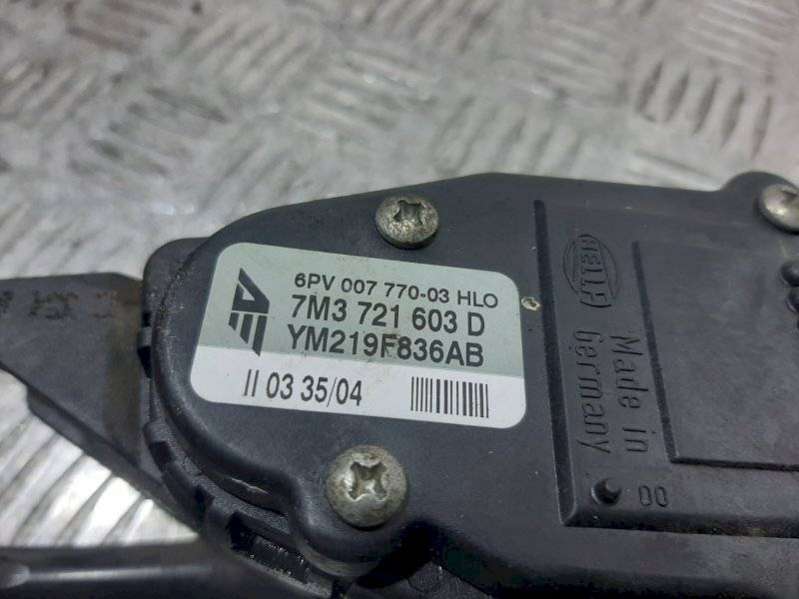 6PV 007 770-03 HLO
7M3 721 603 D
YM219F836AB
II 03 35/04
HELLA
Made in
Germany
00